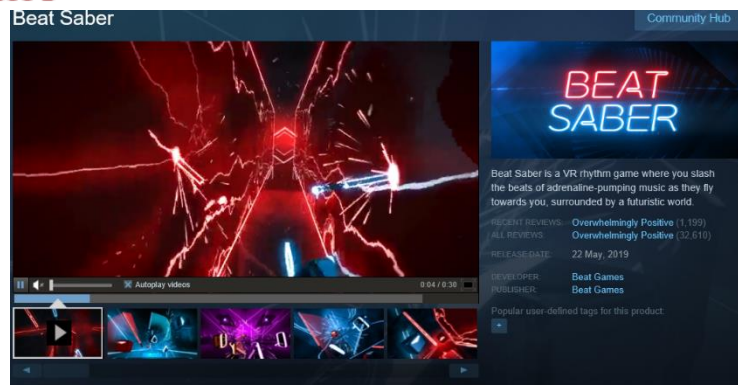 Beat Saber
Community Hub
BEAT
SABER
Beat Saber is a VR rhythm game where you slash
the beats of adrenaline-pumping music as they fly
towards you, surrounded by a futuristic world.
RECENT REVIEWS: Overwhelmingly Positive (1,199)
ALL REVIEWS: Overwhelmingly Positive (32,610)
RELEASE DATE: 22 May, 2019
DEVELOPER: Beat Games
PUBLISHER: Beat Games
Popular user-defined tags for this product:
+
Autoplay videos
0:04 / 0:30